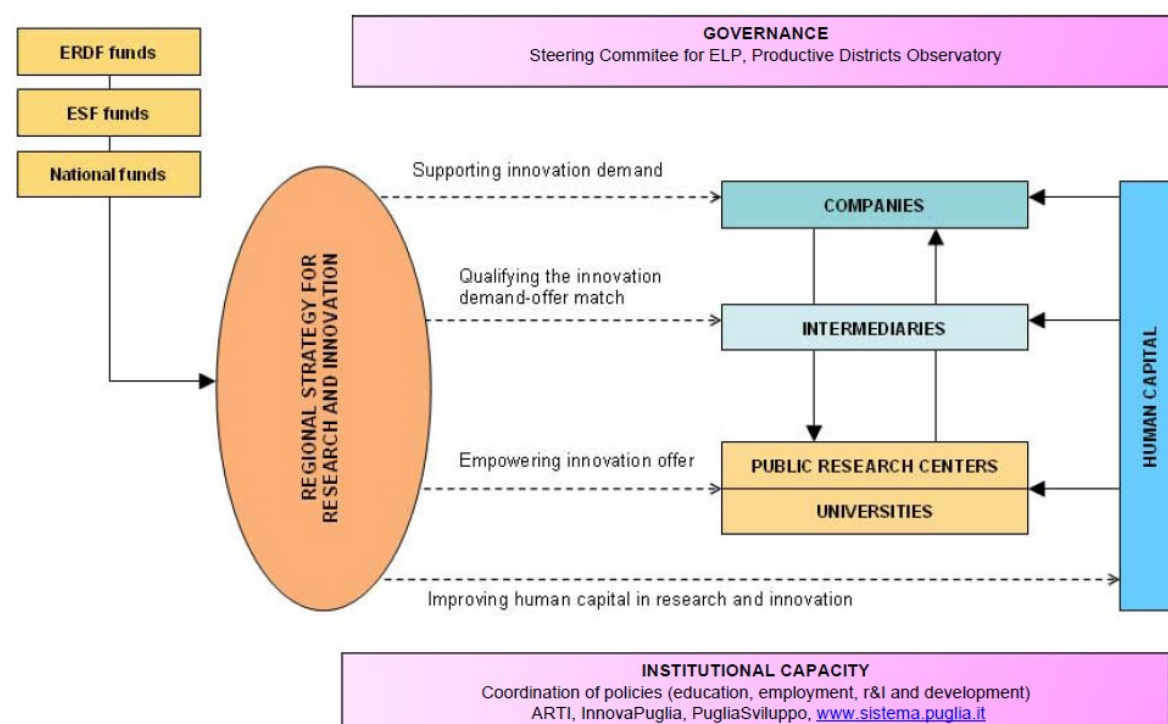 ERDF funds
ESF funds
National funds
GOVERNANCE
Steering Commitee for ELP, Productive Districts Observatory
REGIONAL STRATEGY FOR
RESEARCH AND INNOVATION
Supporting innovation demand
Qualifying the innovation
demand-offer match
Empowering innovation offer
Improving human capital in research and innovation
COMPANIES
INTERMEDIARIES
PUBLIC RESEARCH CENTERS
UNIVERSITIES
HUMAN CAPITAL
INSTITUTIONAL CAPACITY
Coordination of policies (education, employment, r&I and development)
ARTI, InnovaPuglia, PugliaSviluppo, www.sistema.puglia.it